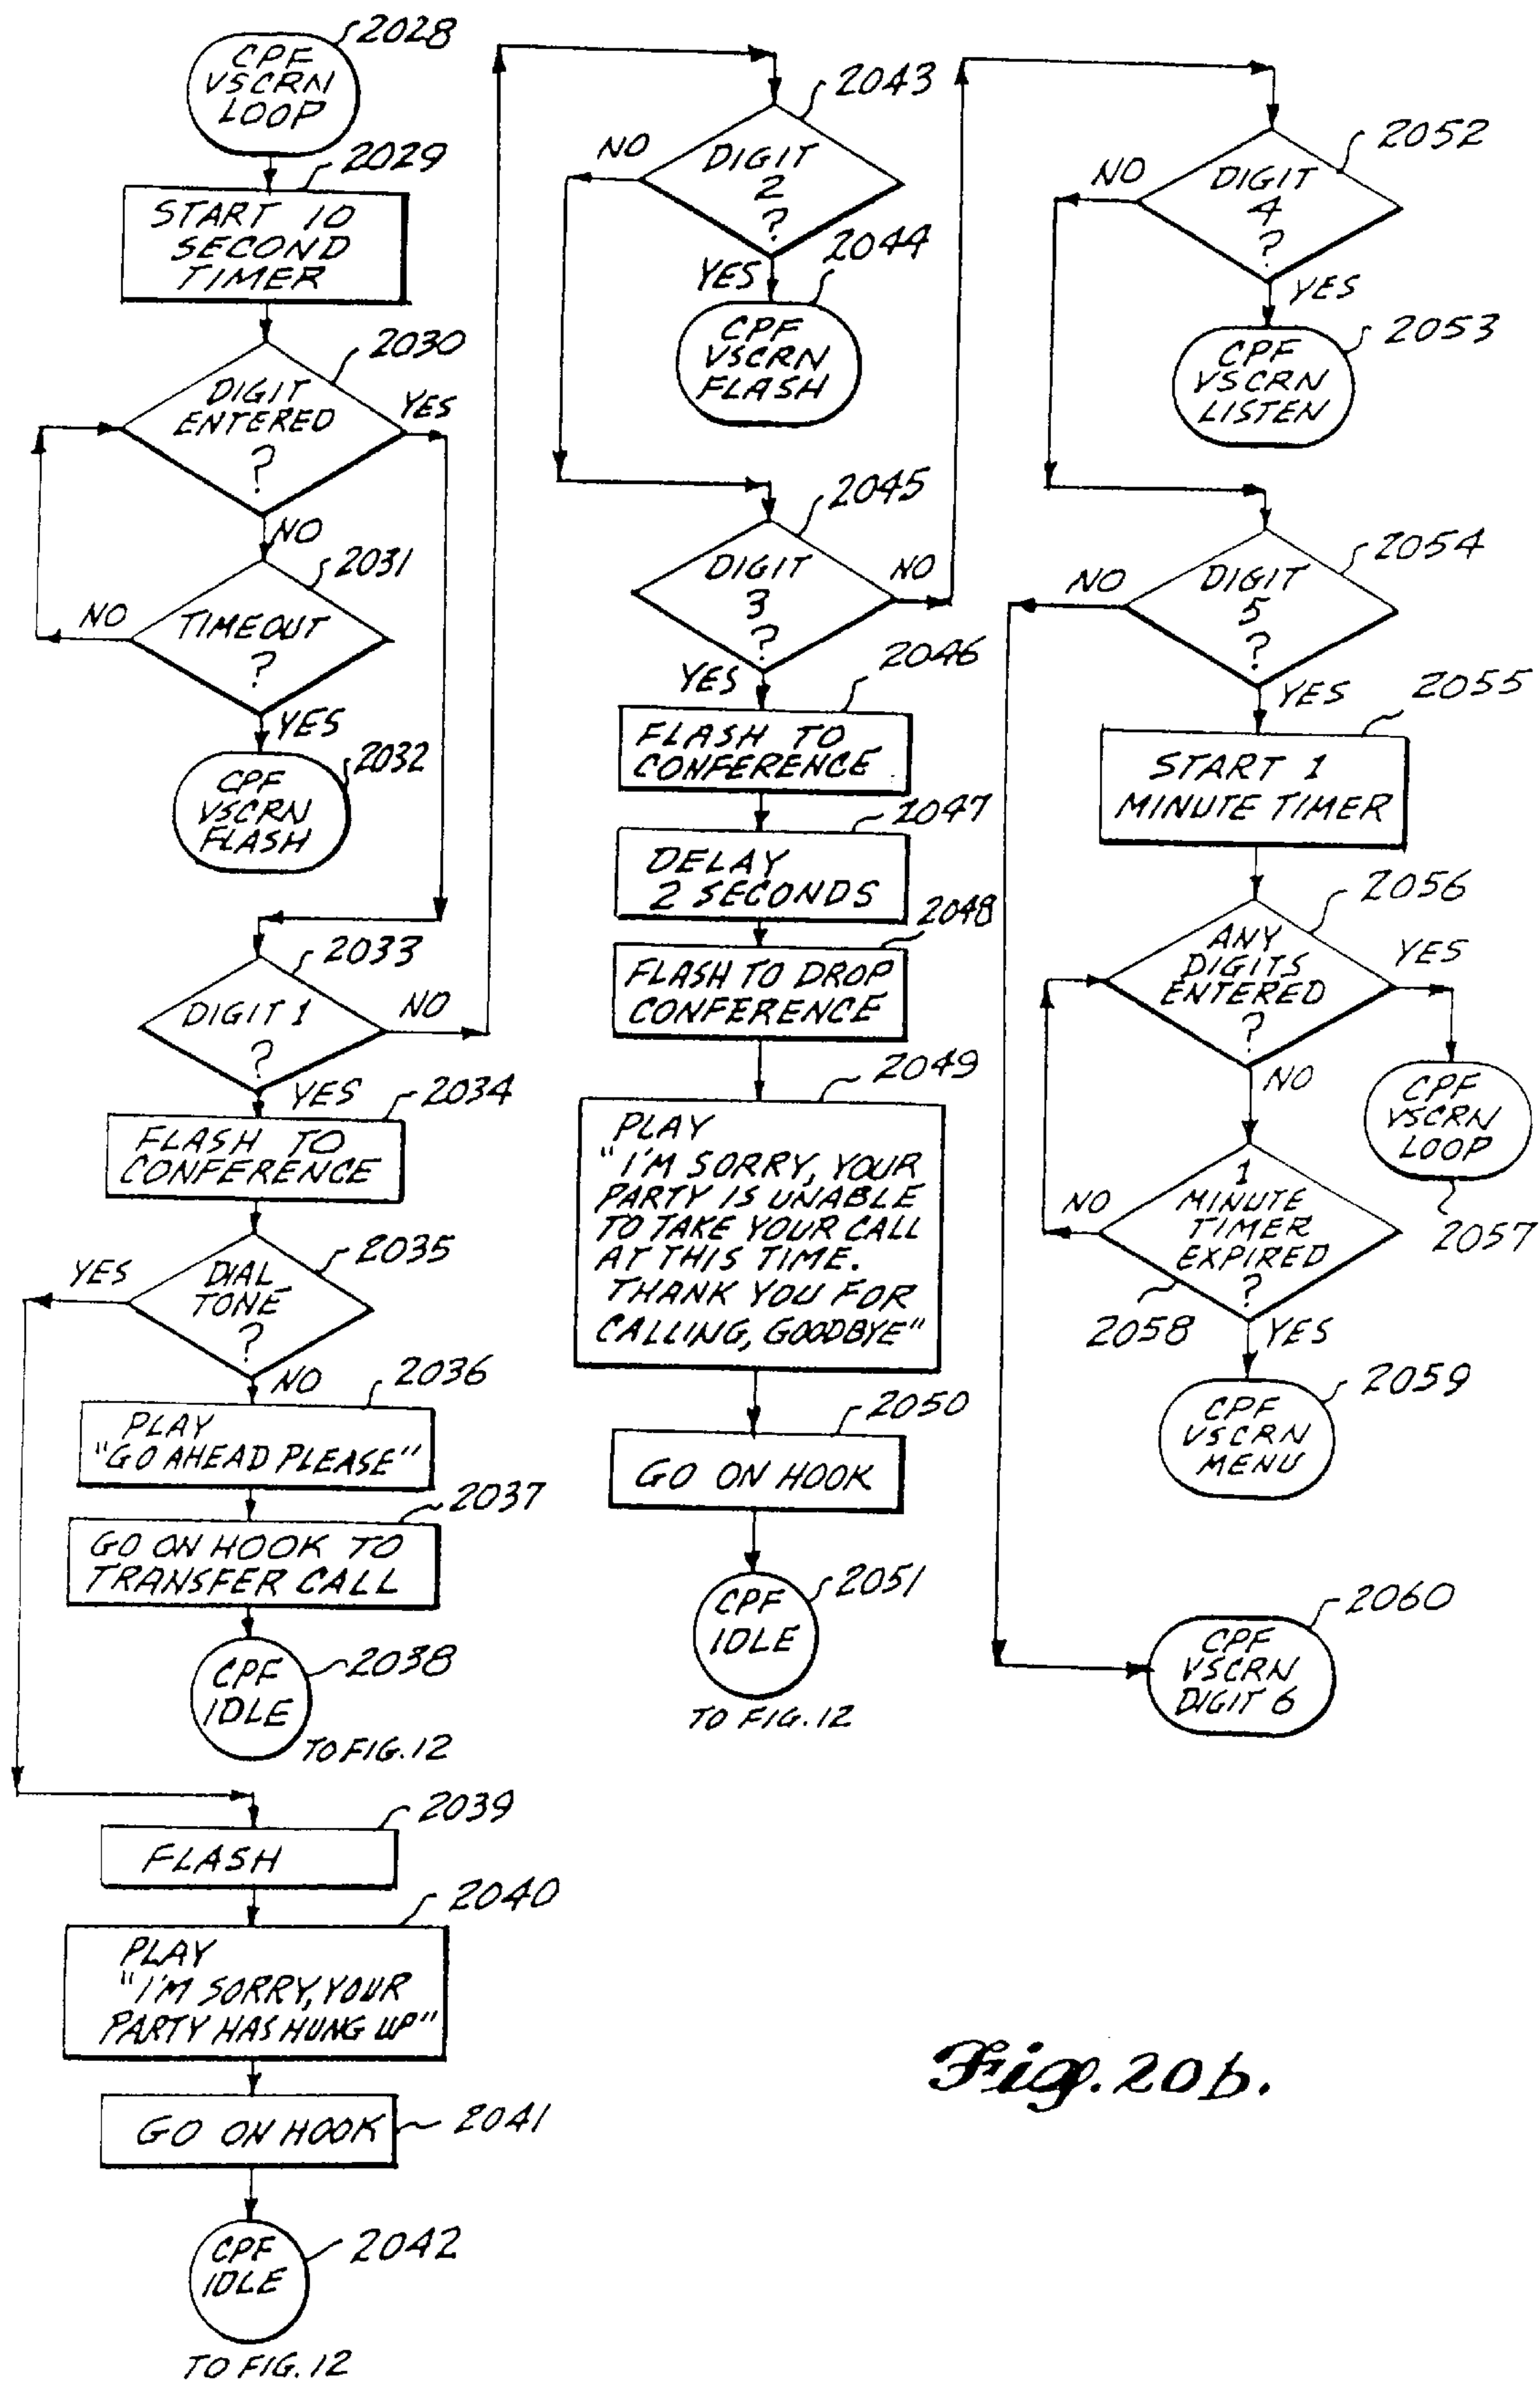 2028
CPF
VSCRN
LOOP
2029
START 10
SECOND
TIMER
2030
DIGIT
ENTERED
?
YES
NO
2031
TIMEOUT
?
NO
YES
2032
CPF
VSCRN
FLASH
2033
DIGIT 1
?
NO
YES
2034
FLASH TO
CONFERENCE
2035
DIAL
TONE
?
YES
NO
2036
PLAY
"GO AHEAD PLEASE"
2037
GO ON HOOK TO
TRANSFER CALL
2038
CPF
IDLE
TO FIG. 12
2039
FLASH
2040
PLAY
"I'M SORRY, YOUR
PARTY HAS HUNG UP"
2041
GO ON HOOK
2042
CPF
IDLE
TO FIG. 12
2043
DIGIT
2
?
NO
YES
2044
CPF
VSCRN
FLASH
2045
DIGIT
3
?
NO
YES
2046
FLASH TO
CONFERENCE
2047
DELAY
2 SECONDS
2048
FLASH TO DROP
CONFERENCE
2049
PLAY
"I'M SORRY, YOUR
PARTY IS UNABLE
TO TAKE YOUR CALL
AT THIS TIME.
THANK YOU FOR
CALLING, GOODBYE"
2050
GO ON HOOK
2051
CPF
IDLE
TO FIG. 12
2052
DIGIT
4
?
NO
YES
2053
CPF
VSCRN
LISTEN
2054
DIGIT
5
?
NO
YES
2055
START 1
MINUTE TIMER
2056
ANY
DIGITS
ENTERED
?
YES
NO
CPF
VSCRN
LOOP
2057
1
MINUTE
TIMER
EXPIRED
?
NO
2058
YES
2059
CPF
VSCRN
MENU
2060
CPF
VSCRN
DIGIT 6
Fig. 20b.